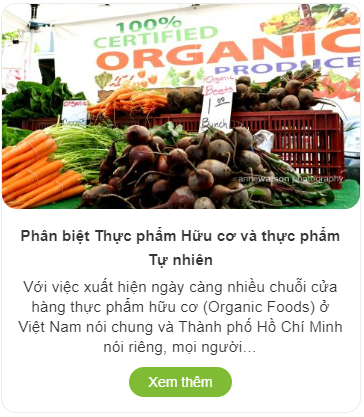 100%
CERTIFIED
ORGANIC
PRODUCE
Organic
Beets
1
Bunch
annewatson photography
Phân biệt Thực phẩm Hữu cơ và thực phẩm
Tự nhiên
Với việc xuất hiện ngày càng nhiều chuỗi cửa
hàng thực phẩm hữu cơ (Organic Foods) ở
Việt Nam nói chung và Thành phố Hồ Chí Minh
nói riêng, mọi người...
Xem thêm